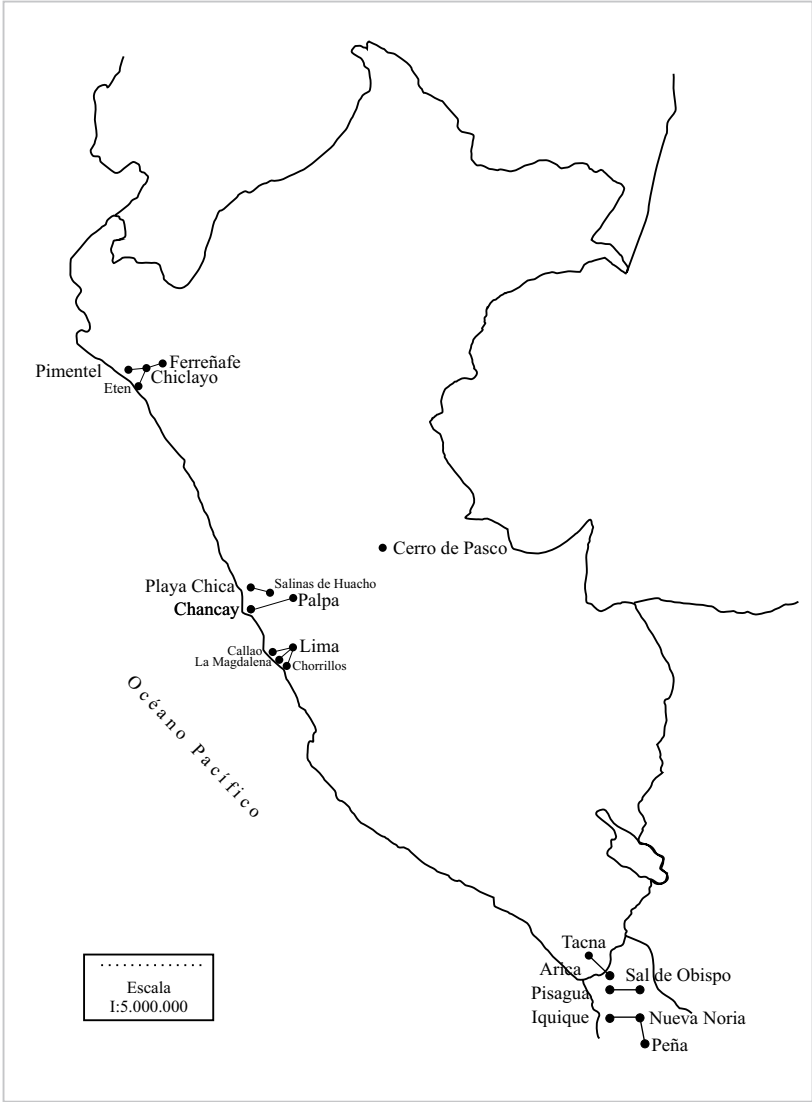 Ferreñafe
Pimentel
Chiclayo
Eten
Cerro de Pasco
Playa Chica
Salinas de Huacho
Palpa
Chancay
Lima
Callao
La Magdalena
Chorrillos
Océano Pacífico
Tacna
Arica
Sal de Obispo
Pisagua
Iquique
Nueva Noria
Peña
Escala
I:5.000.000